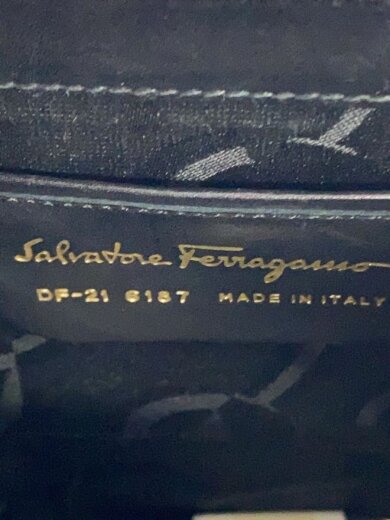 Salvatore Ferragamo
DF-21 6187 MADE IN ITALY